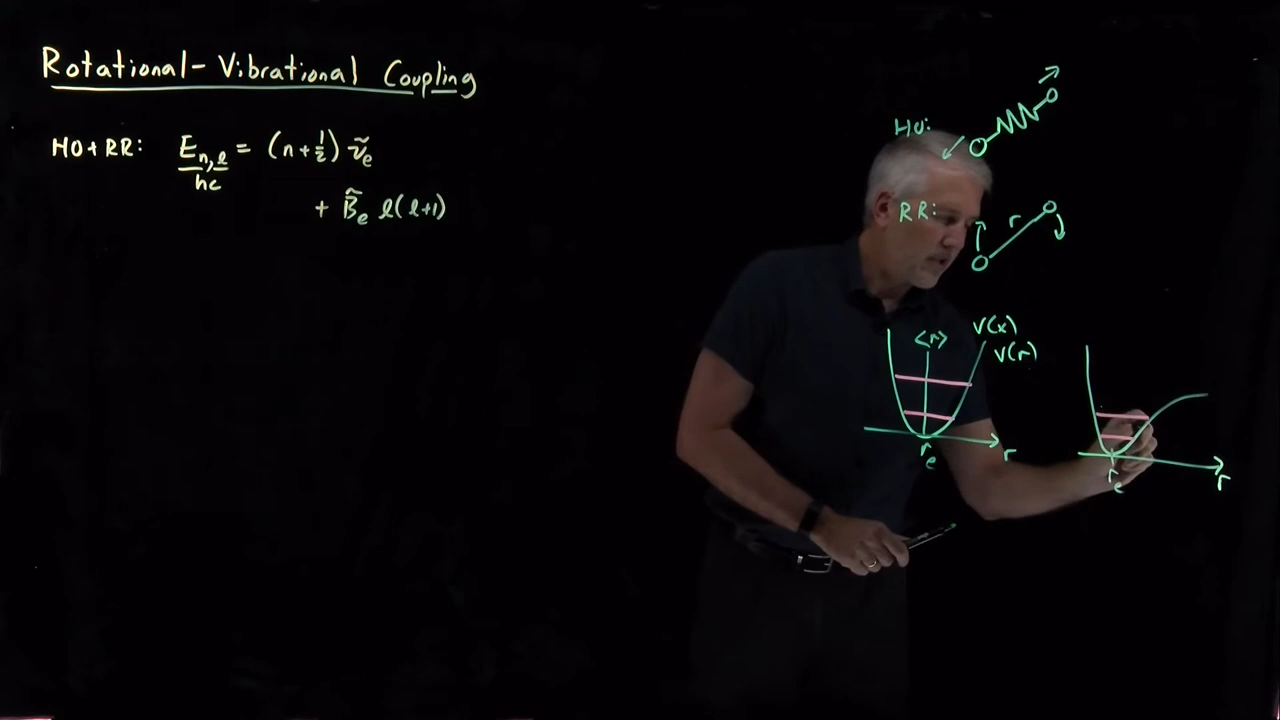 Rotational-Vibrational Coupling
HO+RR: E_{n,ℓ}/hc = (n+1/2) ṽ_e
+ B̃_e ℓ(ℓ+1)
HO:
RR: r
<r> V(x)
V(r)
r_e r
r_e r